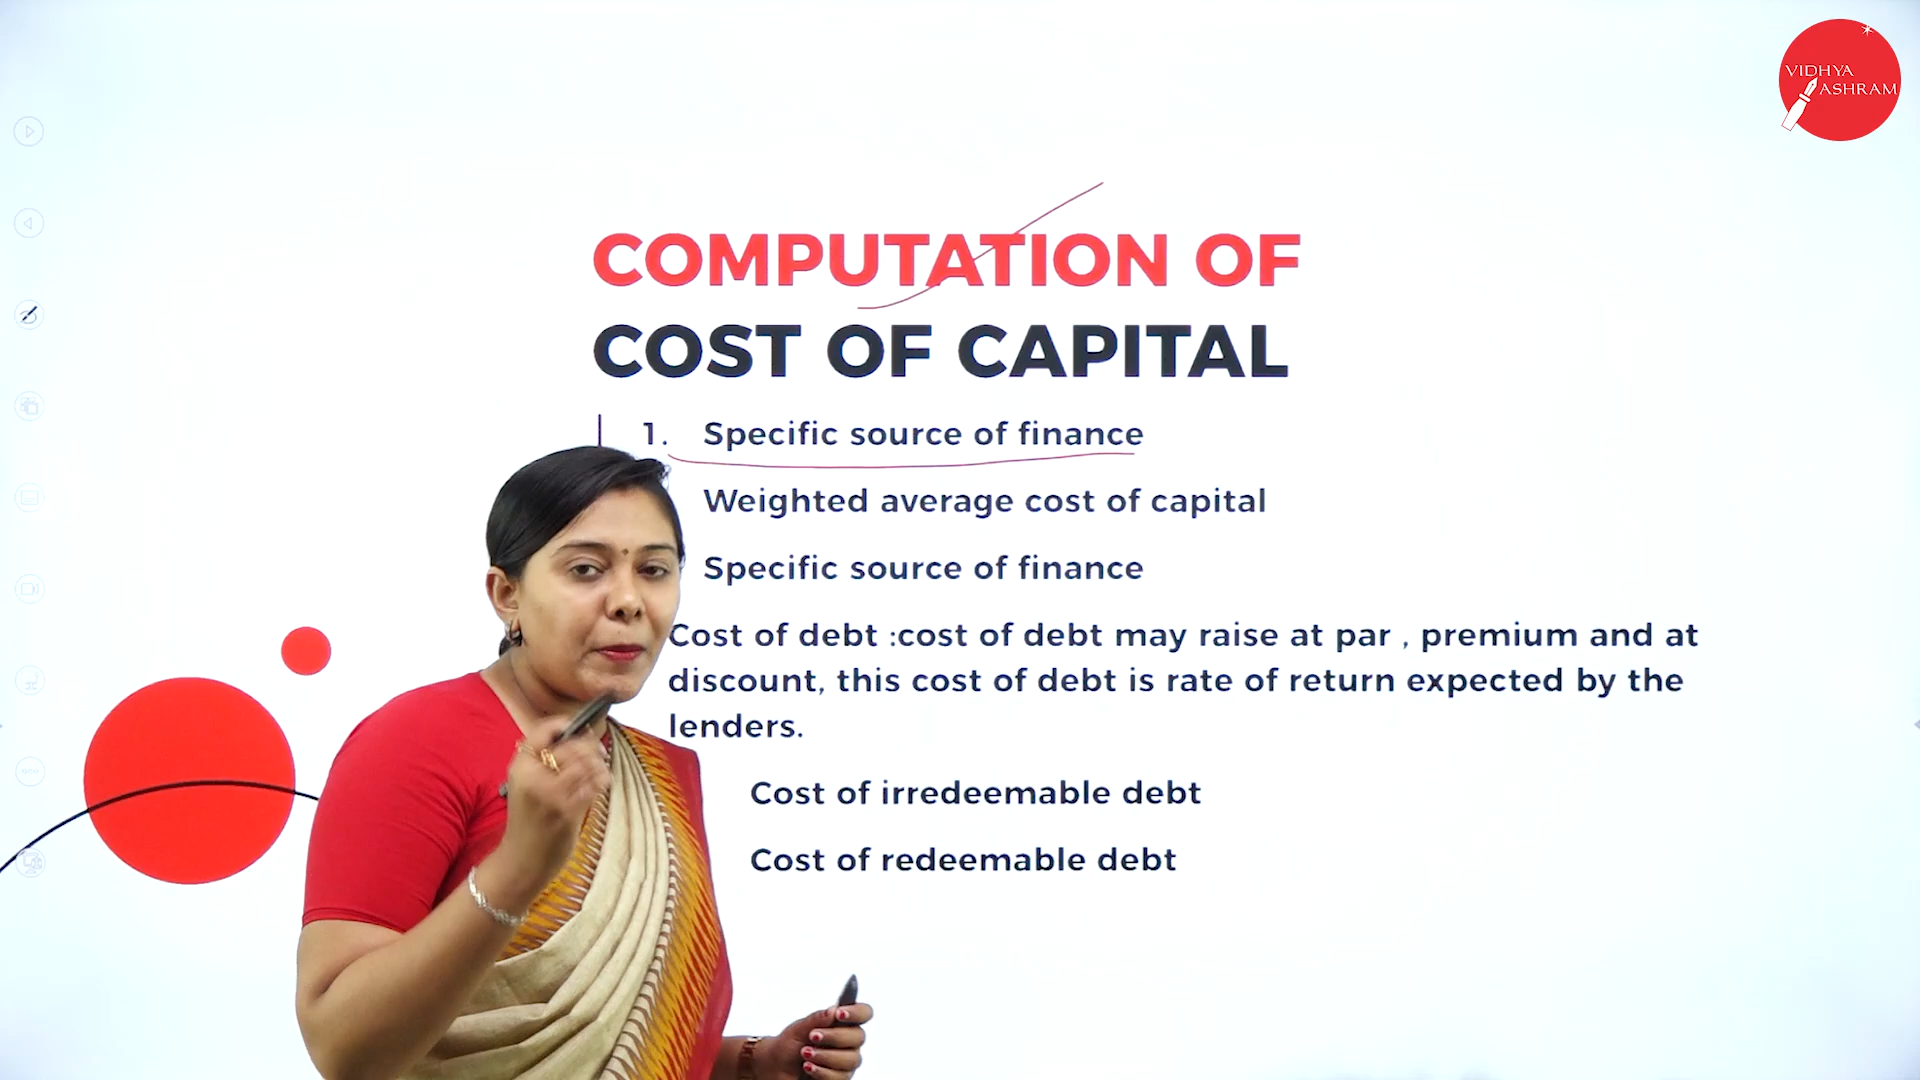 VIDHYA
ASHRAM
COMPUTATION OF
COST OF CAPITAL
1. Specific source of finance
Weighted average cost of capital
Specific source of finance
Cost of debt :cost of debt may raise at par , premium and at
discount, this cost of debt is rate of return expected by the
lenders.
Cost of irredeemable debt
Cost of redeemable debt